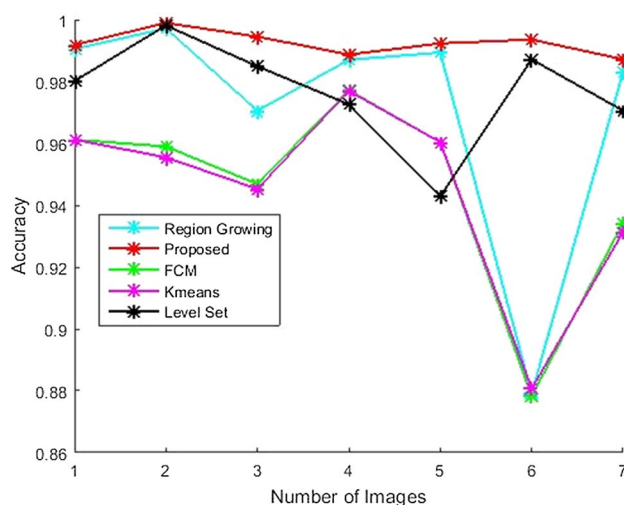 1
0.98
0.96
0.94
0.92
0.9
0.88
0.86
Accuracy
Region Growing
Proposed
FCM
Kmeans
Level Set
1 2 3 4 5 6 7
Number of Images